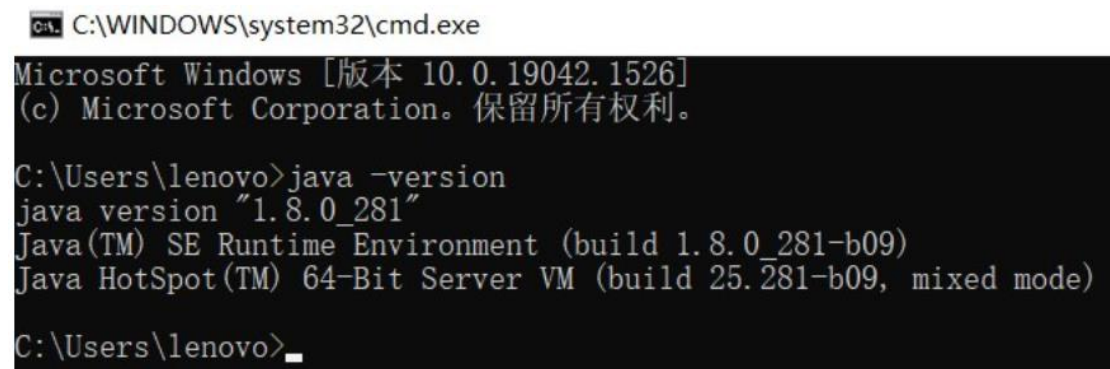 C:\WINDOWS\system32\cmd.exe
Microsoft Windows [版本 10.0.19042.1526]
(c) Microsoft Corporation。保留所有权利。
C:\Users\lenovo>java -version
java version "1.8.0_281"
Java(TM) SE Runtime Environment (build 1.8.0_281-b09)
Java HotSpot(TM) 64-Bit Server VM (build 25.281-b09, mixed mode)
C:\Users\lenovo>